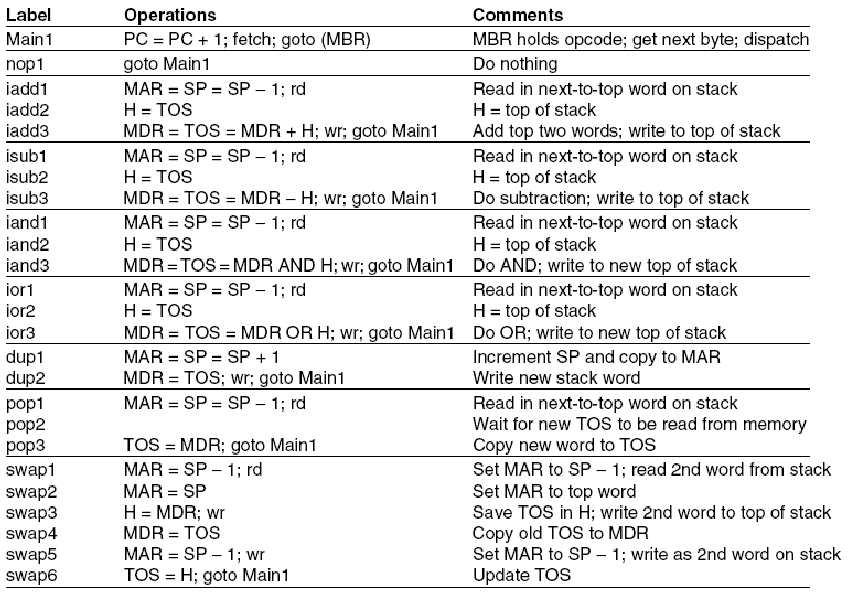 Label Operations Comments
Main1 PC = PC + 1; fetch; goto (MBR) MBR holds opcode; get next byte; dispatch
nop1 goto Main1 Do nothing
iadd1 MAR = SP = SP – 1; rd Read in next-to-top word on stack
iadd2 H = TOS H = top of stack
iadd3 MDR = TOS = MDR + H; wr; goto Main1 Add top two words; write to top of stack
isub1 MAR = SP = SP – 1; rd Read in next-to-top word on stack
isub2 H = TOS H = top of stack
isub3 MDR = TOS = MDR – H; wr; goto Main1 Do subtraction; write to top of stack
iand1 MAR = SP = SP – 1; rd Read in next-to-top word on stack
iand2 H = TOS H = top of stack
iand3 MDR = TOS = MDR AND H; wr; goto Main1 Do AND; write to new top of stack
ior1 MAR = SP = SP – 1; rd Read in next-to-top word on stack
ior2 H = TOS H = top of stack
ior3 MDR = TOS = MDR OR H; wr; goto Main1 Do OR; write to new top of stack
dup1 MAR = SP = SP + 1 Increment SP and copy to MAR
dup2 MDR = TOS; wr; goto Main1 Write new stack word
pop1 MAR = SP = SP – 1; rd Read in next-to-top word on stack
pop2 Wait for new TOS to be read from memory
pop3 TOS = MDR; goto Main1 Copy new word to TOS
swap1 MAR = SP – 1; rd Set MAR to SP – 1; read 2nd word from stack
swap2 MAR = SP Set MAR to top word
swap3 H = MDR; wr Save TOS in H; write 2nd word to top of stack
swap4 MDR = TOS Copy old TOS to MDR
swap5 MAR = SP – 1; wr Set MAR to SP – 1; write as 2nd word on stack
swap6 TOS = H; goto Main1 Update TOS